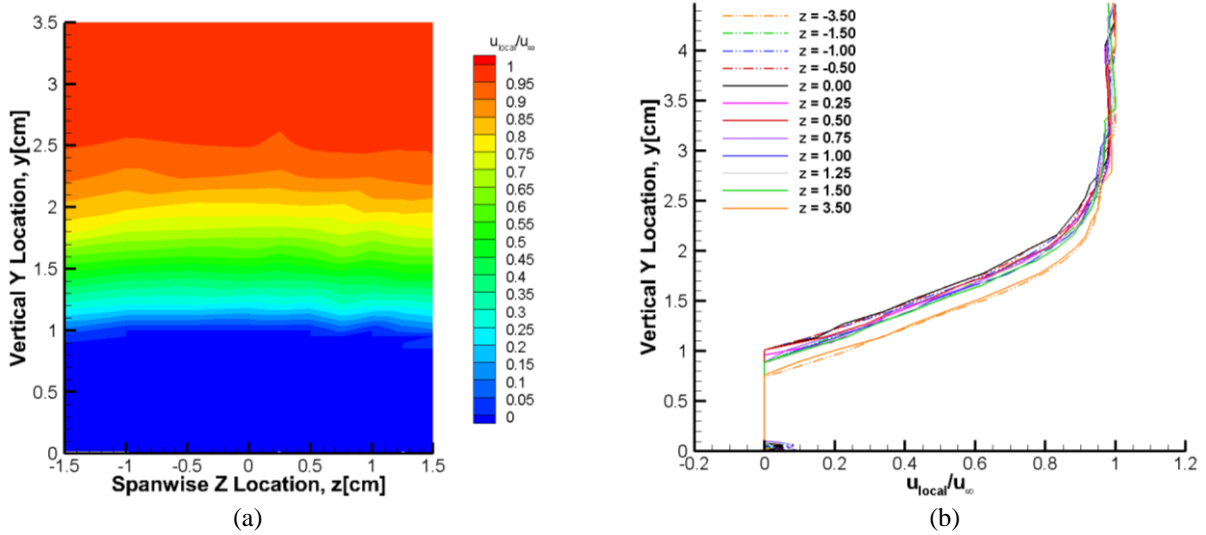 3.5
3
2.5
2
1.5
1
0.5
0
Vertical Y Location, y[cm]
-1.5 -1 -0.5 0 0.5 1 1.5
Spanwise Z Location, z[cm]
u_local/u_∞
1
0.95
0.9
0.85
0.8
0.75
0.7
0.65
0.6
0.55
0.5
0.45
0.4
0.35
0.3
0.25
0.2
0.15
0.1
0.05
0
(a)
4
3.5
3
2.5
2
1.5
1
0.5
0
Vertical Y Location, y[cm]
z = -3.50
z = -1.50
z = -1.00
z = -0.50
z = 0.00
z = 0.25
z = 0.50
z = 0.75
z = 1.00
z = 1.25
z = 1.50
z = 3.50
-0.2 0 0.2 0.4 0.6 0.8 1 1.2
u_local/u_∞
(b)